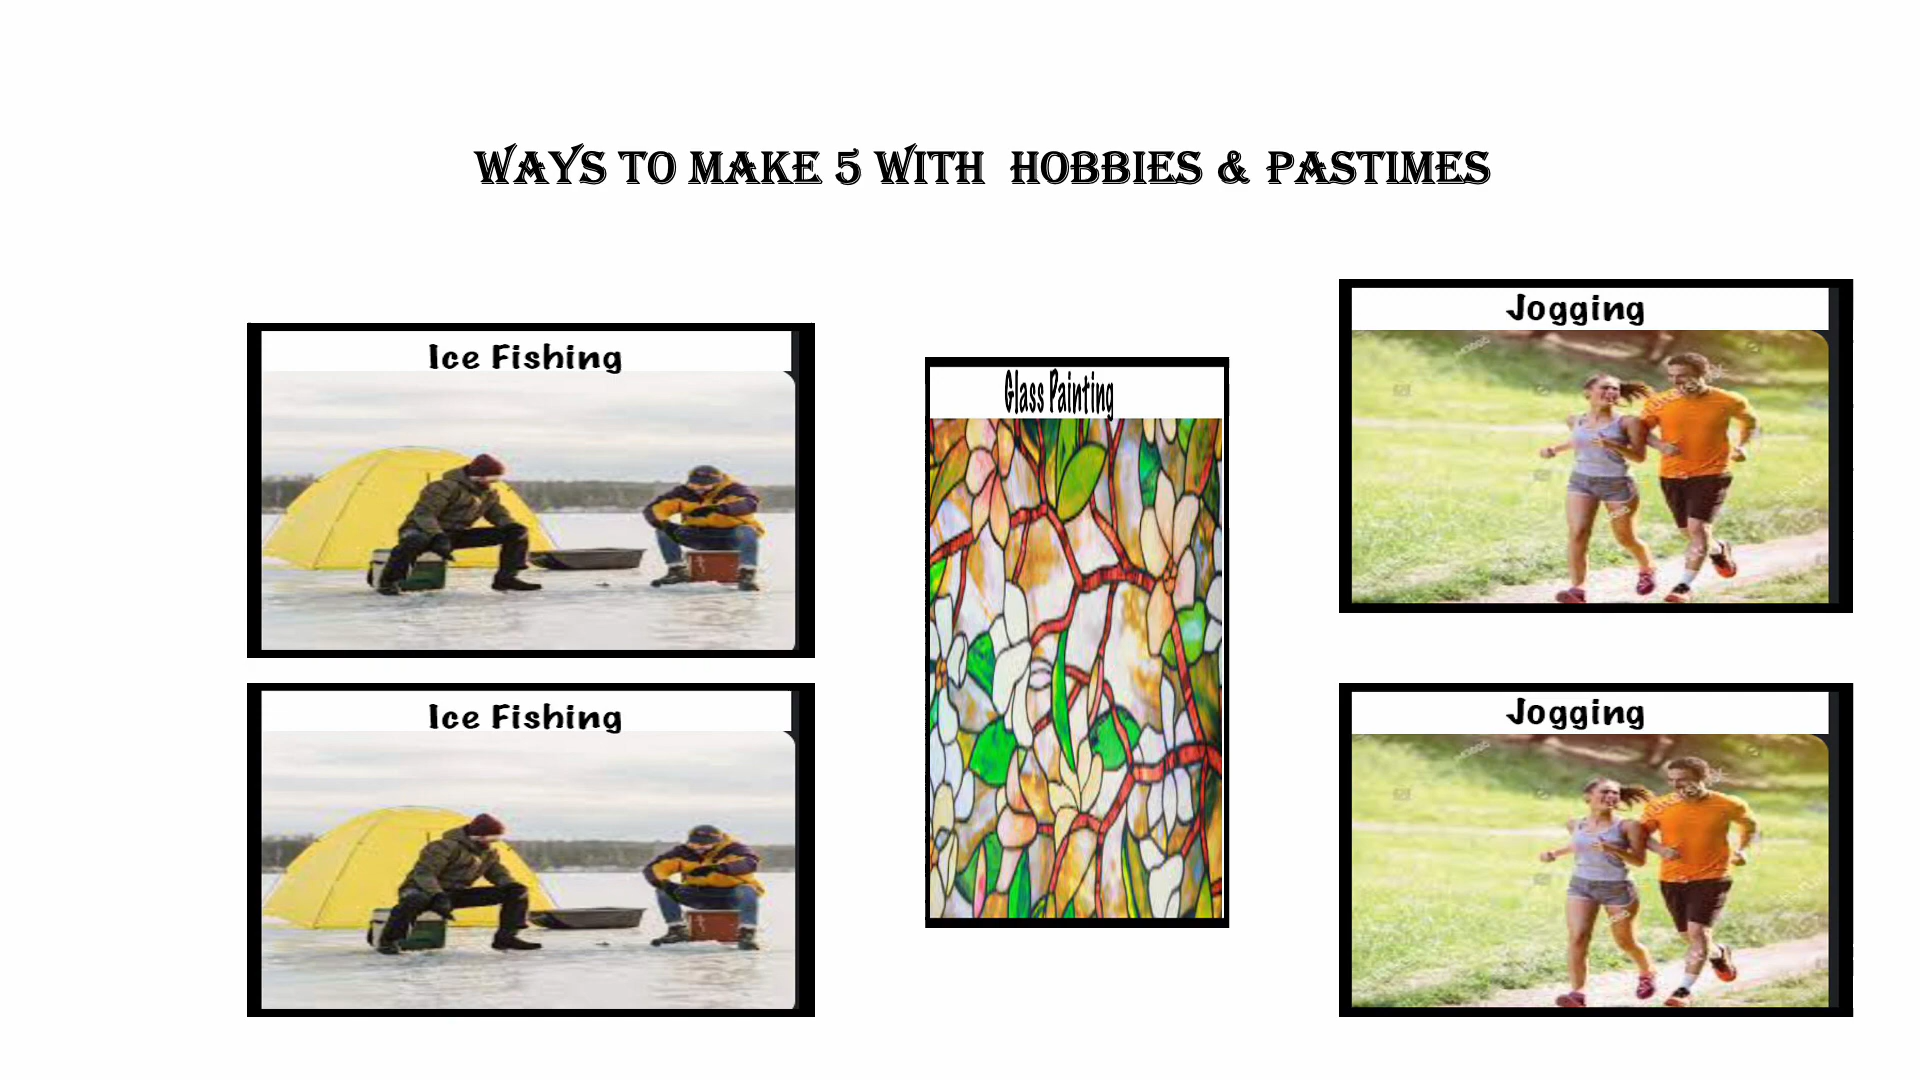 WAYS TO MAKE 5 WITH HOBBIES & PASTIMES
Ice Fishing
Glass Painting
Jogging
Ice Fishing
Jogging